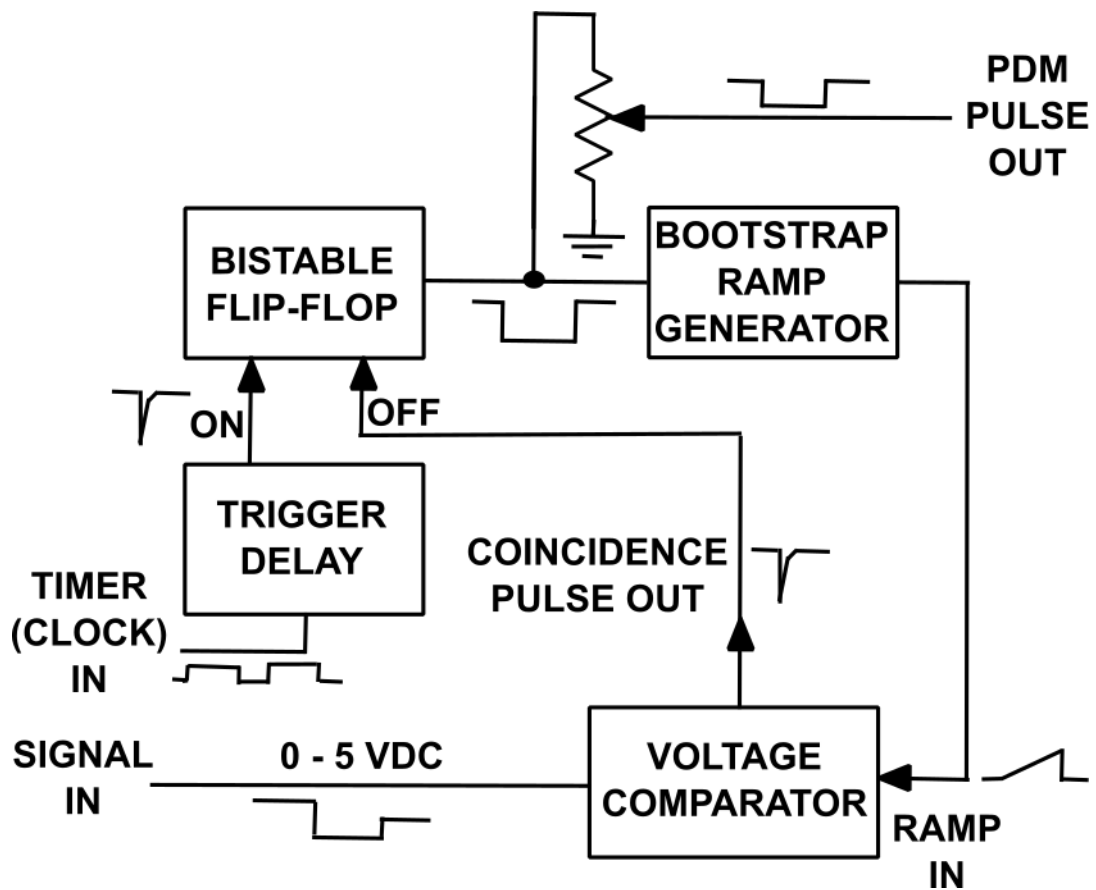 PDM
PULSE
OUT
BISTABLE
FLIP-FLOP
BOOTSTRAP
RAMP
GENERATOR
ON
OFF
TRIGGER
DELAY
COINCIDENCE
PULSE OUT
TIMER
(CLOCK)
IN
SIGNAL
IN
0 - 5 VDC
VOLTAGE
COMPARATOR
RAMP
IN